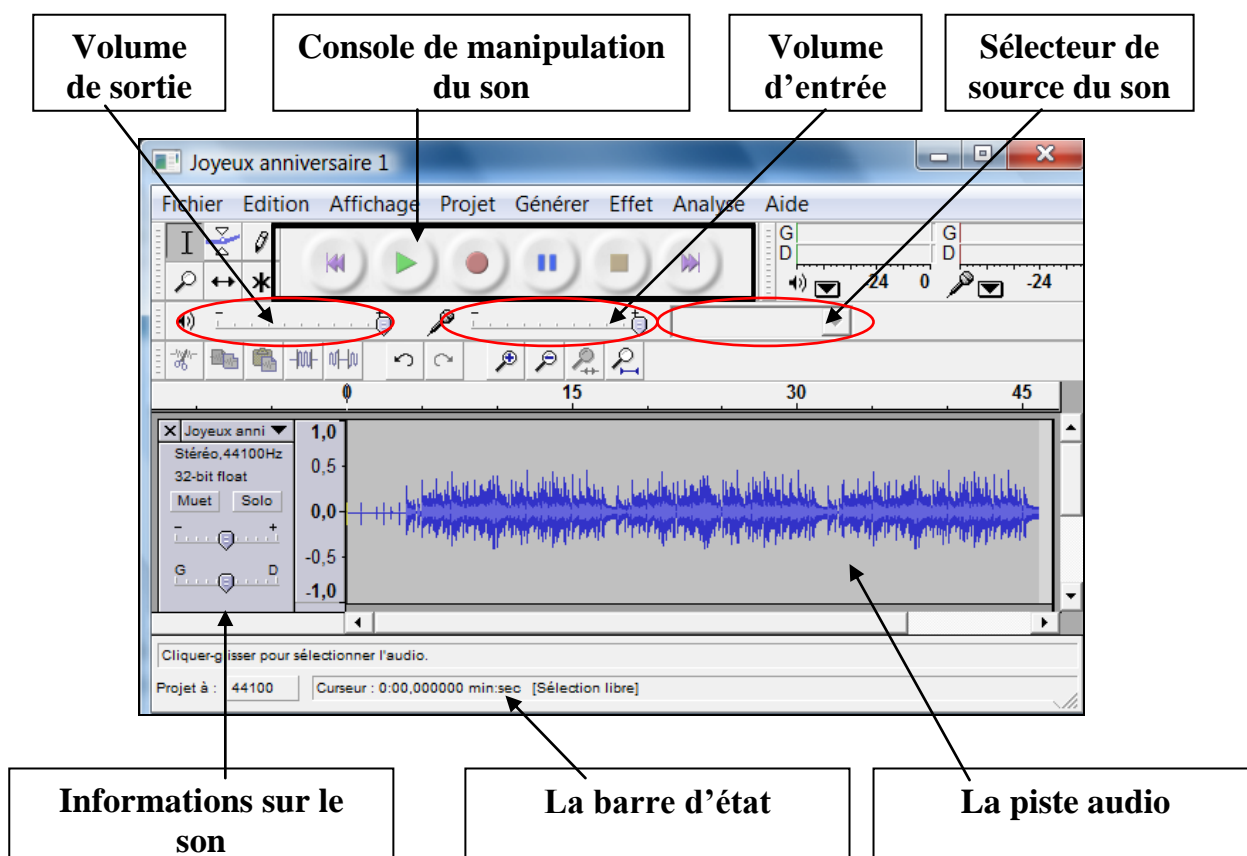 Volume
de sortie
Console de manipulation
du son
Volume
d’entrée
Sélecteur de
source du son
Joyeux anniversaire 1
Fichier Edition Affichage Projet Générer Effet Analyse Aide
G
D
-24 0
G
D
-24
- +
- +
0 15 30 45
Joyeux anni
Stéréo,44100Hz
32-bit float
Muet Solo
- +
G D
1,0
0,5
0,0
-0,5
-1,0
Cliquer-glisser pour sélectionner l'audio.
Projet à : 44100 Curseur : 0:00,000000 min:sec [Sélection libre]
Informations sur le
son
La barre d’état
La piste audio